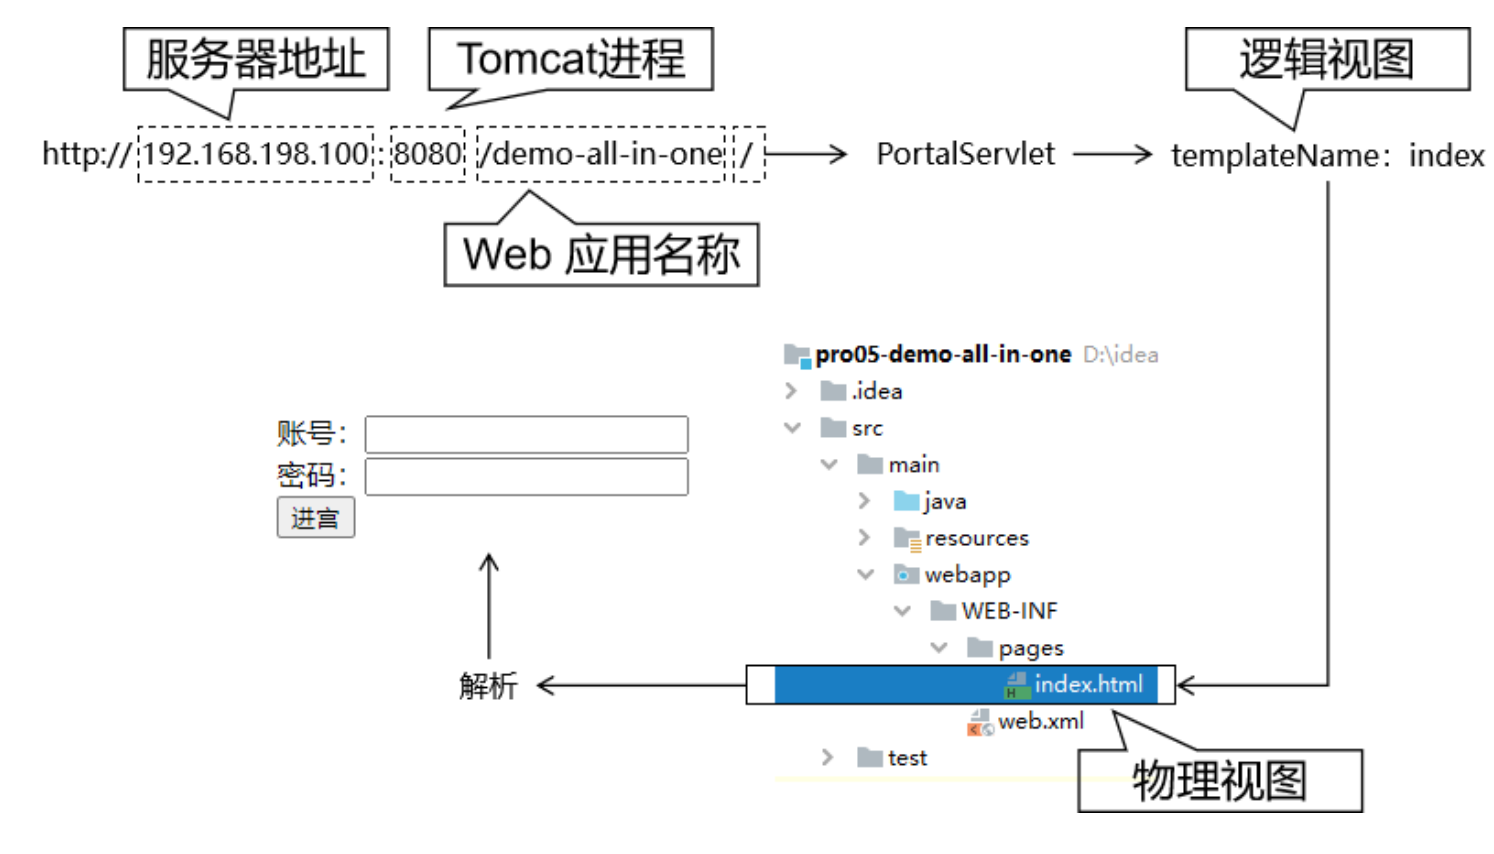 服务器地址
Tomcat进程
逻辑视图
http://192.168.198.100:8080/demo-all-in-one/
PortalServlet
templateName：index
Web 应用名称
pro05-demo-all-in-one D:\idea
.idea
src
main
java
resources
webapp
WEB-INF
pages
index.html
web.xml
test
账号：
密码：
进宫
解析
物理视图